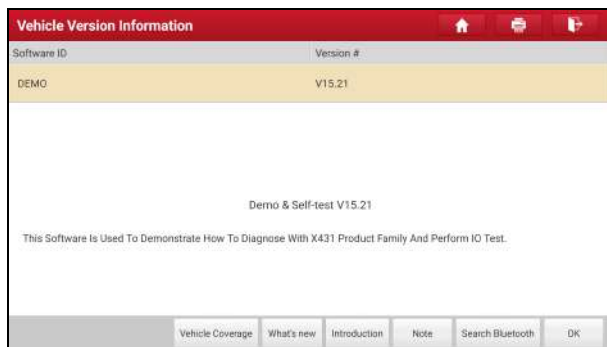 Vehicle Version Information
Software ID Version #
DEMO V15.21
Demo & Self-test V15.21
This Software Is Used To Demonstrate How To Diagnose With X431 Product Family And Perform IO Test.
Vehicle Coverage What's new Introduction Note Search Bluetooth OK